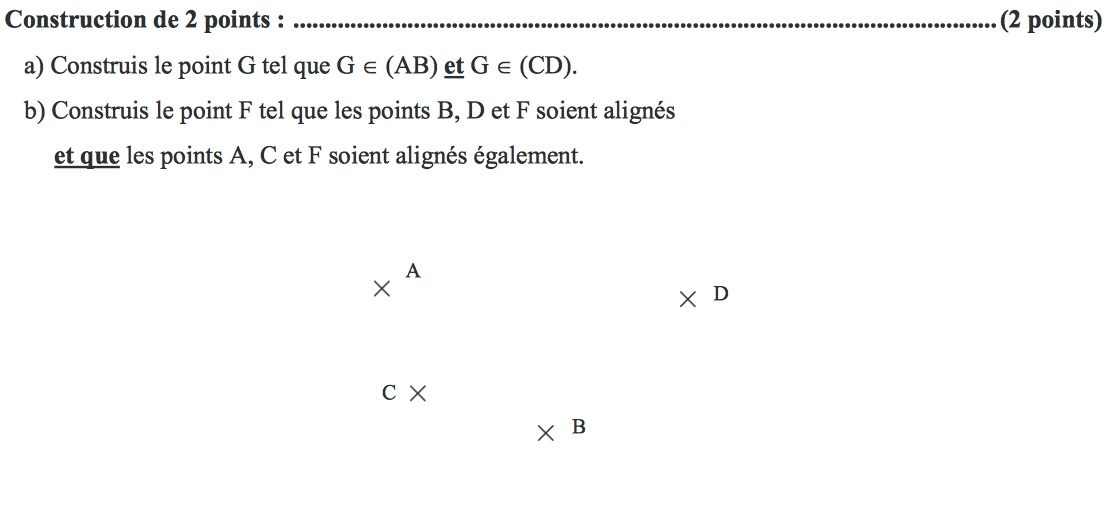 Construction de 2 points : ................................................................................................................(2 points)
a) Construis le point G tel que G ∈ (AB) et G ∈ (CD).
b) Construis le point F tel que les points B, D et F soient alignés
et que les points A, C et F soient alignés également.
A
D
C
B